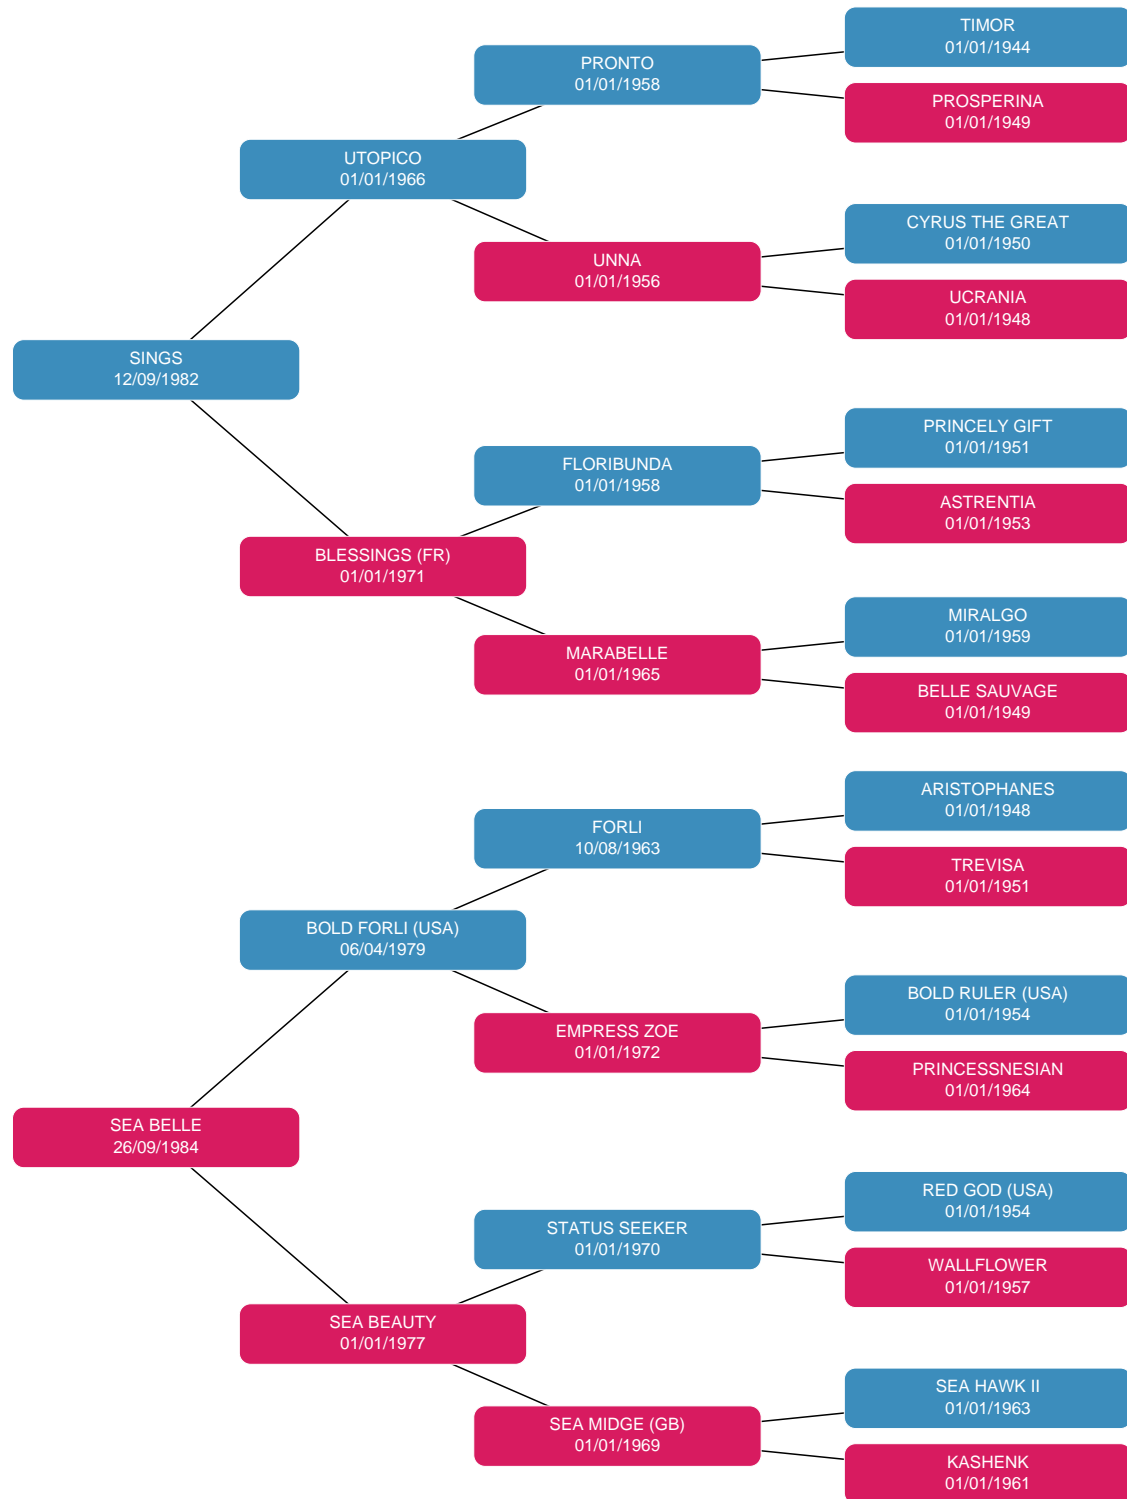 TIMOR
01/01/1944
PRONTO
01/01/1958
PROSPERINA
01/01/1949
UTOPICO
01/01/1966
CYRUS THE GREAT
01/01/1950
UNNA
01/01/1956
UCRANIA
01/01/1948
SINGS
12/09/1982
PRINCELY GIFT
01/01/1951
FLORIBUNDA
01/01/1958
ASTRENTIA
01/01/1953
BLESSINGS (FR)
01/01/1971
MIRALGO
01/01/1959
MARABELLE
01/01/1965
BELLE SAUVAGE
01/01/1949
ARISTOPHANES
01/01/1948
FORLI
10/08/1963
TREVISA
01/01/1951
BOLD FORLI (USA)
06/04/1979
BOLD RULER (USA)
01/01/1954
EMPRESS ZOE
01/01/1972
PRINCESSNESIAN
01/01/1964
SEA BELLE
26/09/1984
RED GOD (USA)
01/01/1954
STATUS SEEKER
01/01/1970
WALLFLOWER
01/01/1957
SEA BEAUTY
01/01/1977
SEA HAWK II
01/01/1963
SEA MIDGE (GB)
01/01/1969
KASHENK
01/01/1961